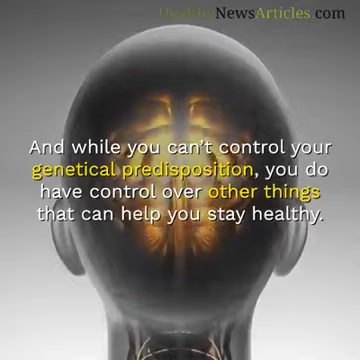 HealthyNewsArticles.com
And while you can't control your
genetical predisposition, you do
have control over other things
that can help you stay healthy.